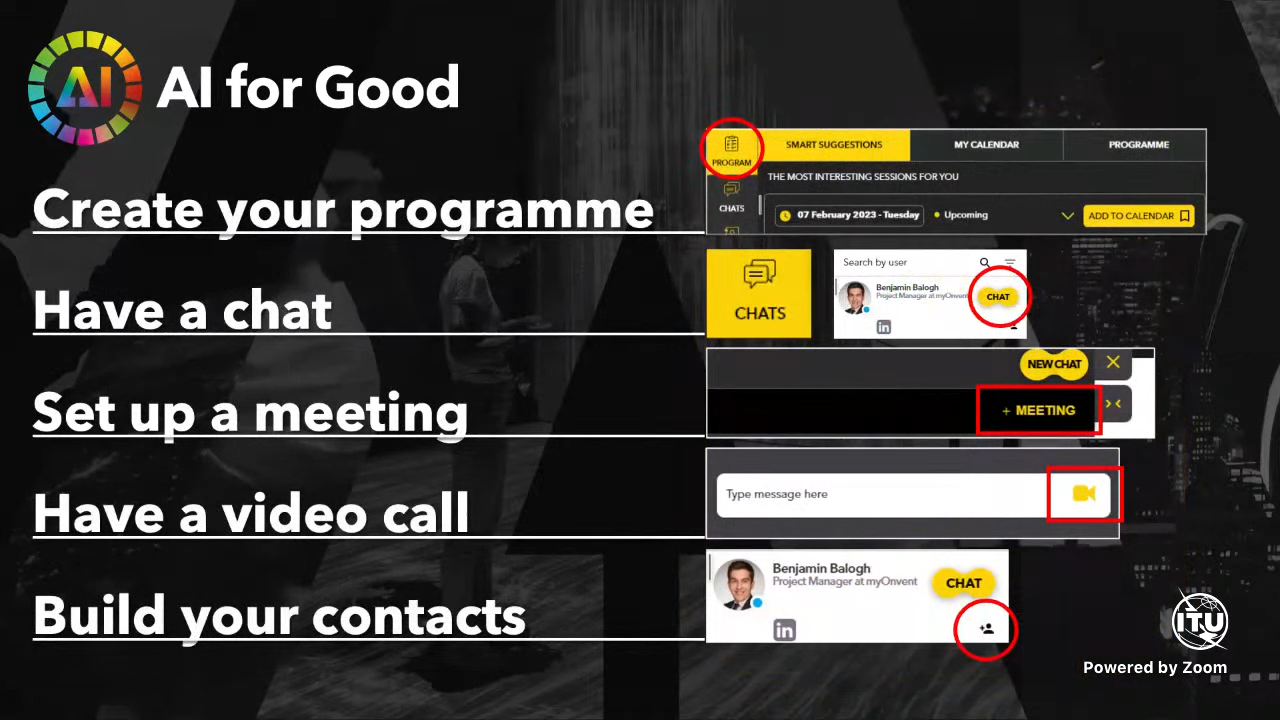 AI
AI for Good
Create your programme
PROGRAM
SMART SUGGESTIONS
MY CALENDAR
PROGRAMME
THE MOST INTERESTING SESSIONS FOR YOU
CHATS
07 February 2023 - Tuesday
Upcoming
ADD TO CALENDAR
Have a chat
CHATS
Search by user
Benjamin Balogh
Project Manager at myOnvent
CHAT
in
Set up a meeting
NEW CHAT
+ MEETING
Have a video call
Type message here
Build your contacts
Benjamin Balogh
Project Manager at myOnvent
CHAT
in
ITU
Powered by Zoom